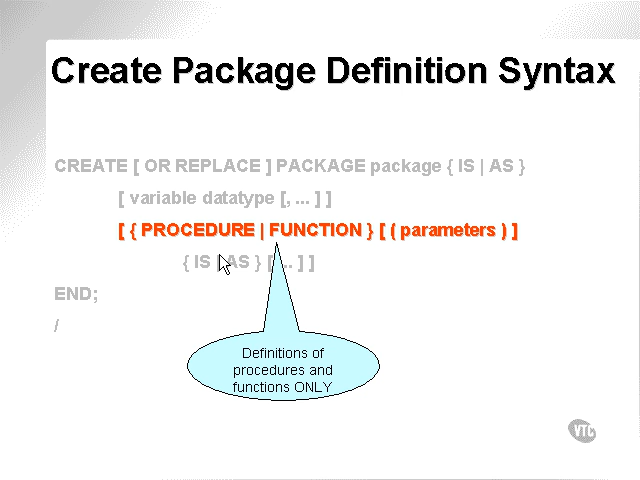 Create Package Definition Syntax
CREATE [ OR REPLACE ] PACKAGE package { IS | AS }
[ variable datatype [, ... ] ]
[ { PROCEDURE | FUNCTION } [ ( parameters ) ]
{ IS | AS } [ ... ] ]
END;
/
Definitions of
procedures and
functions ONLY
VTC